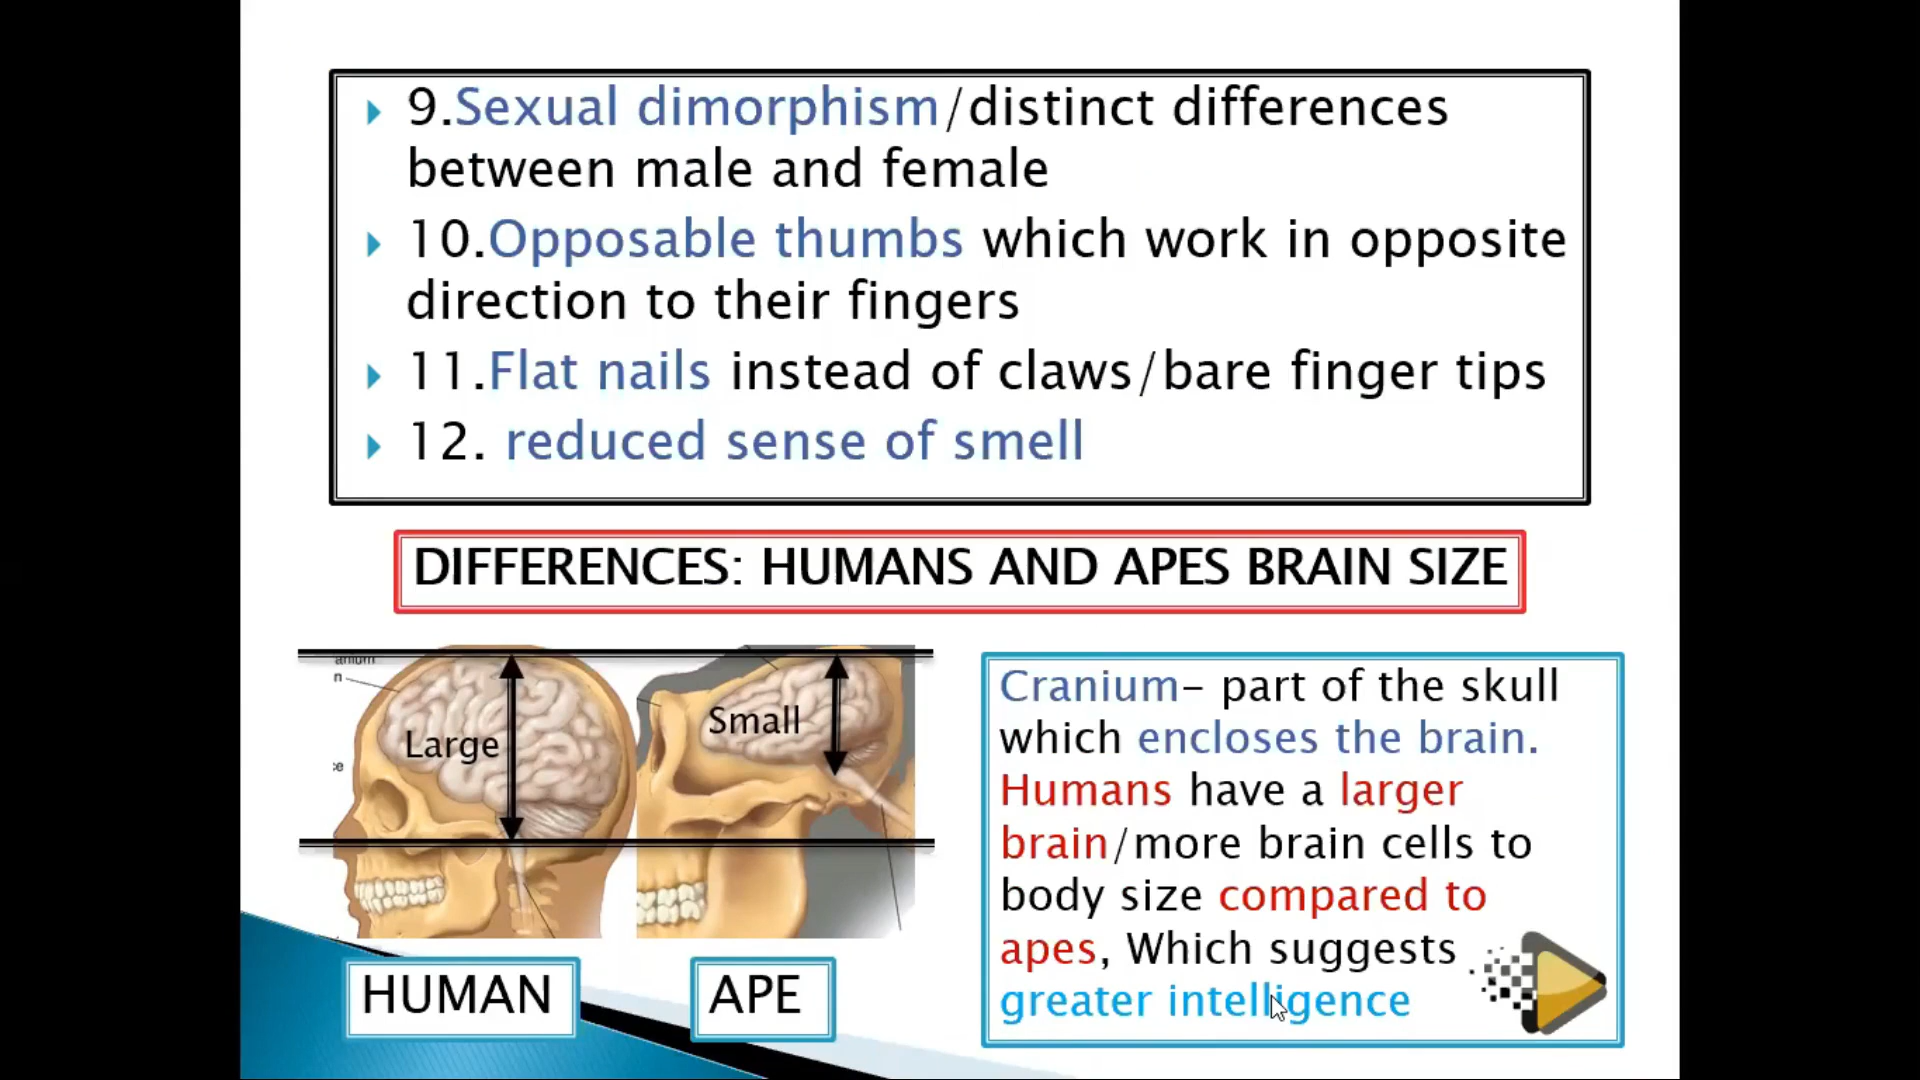 9.Sexual dimorphism/distinct differences
between male and female
10.Opposable thumbs which work in opposite
direction to their fingers
11.Flat nails instead of claws/bare finger tips
12. reduced sense of smell
DIFFERENCES: HUMANS AND APES BRAIN SIZE
n
Large
Small
HUMAN
APE
Cranium- part of the skull
which encloses the brain.
Humans have a larger
brain/more brain cells to
body size compared to
apes, Which suggests
greater intelligence